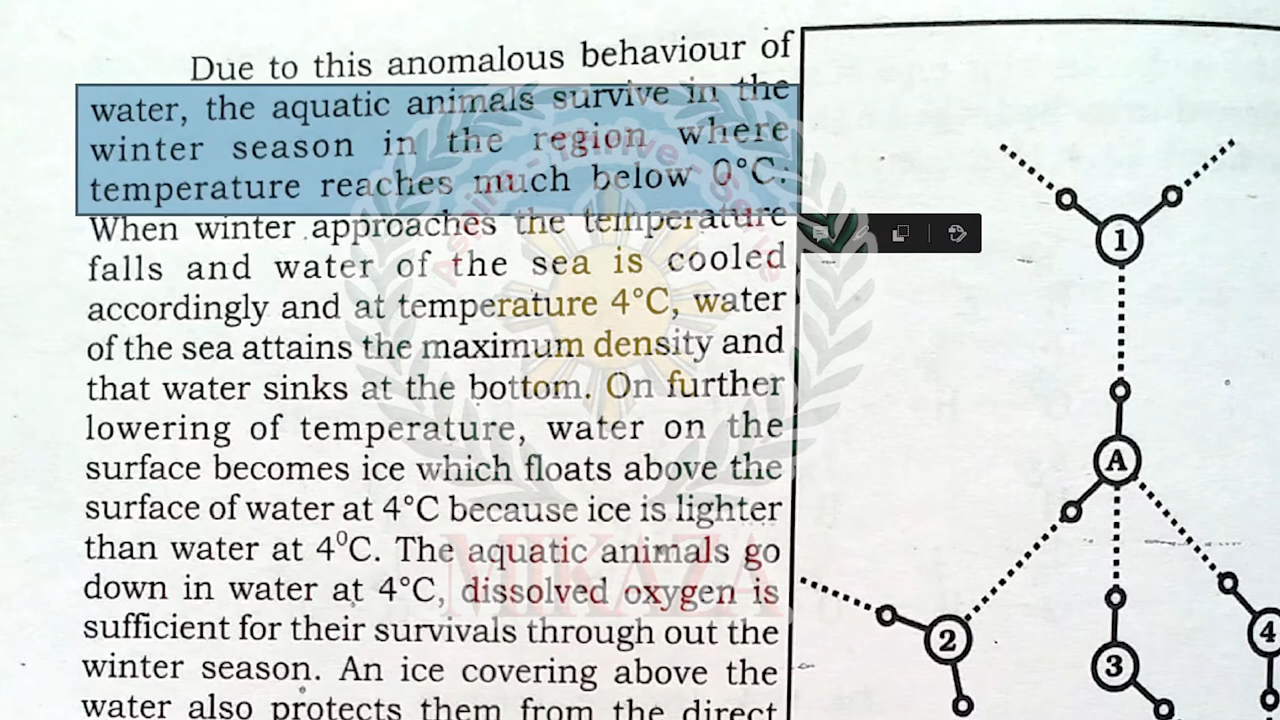 Due to this anomalous behaviour of
water, the aquatic animals survive in the
winter season in the region where
temperature reaches much below 0°C.
When winter approaches the temperature
falls and water of the sea is cooled
accordingly and at temperature 4°C, water
of the sea attains the maximum density and
that water sinks at the bottom. On further
lowering of temperature, water on the
surface becomes ice which floats above the
surface of water at 4°C because ice is lighter
than water at 4⁰C. The aquatic animals go
down in water at 4°C, dissolved oxygen is
sufficient for their survivals through out the
winter season. An ice covering above the
water also protects them from the direct
1
A
2
3
4
MIKAZA